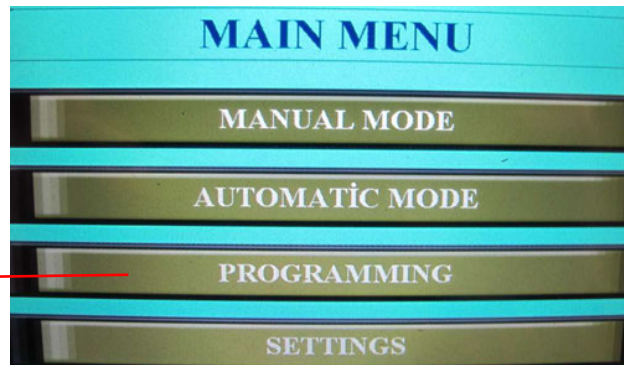 MAIN MENU
MANUAL MODE
AUTOMATİC MODE
PROGRAMMING
SETTINGS